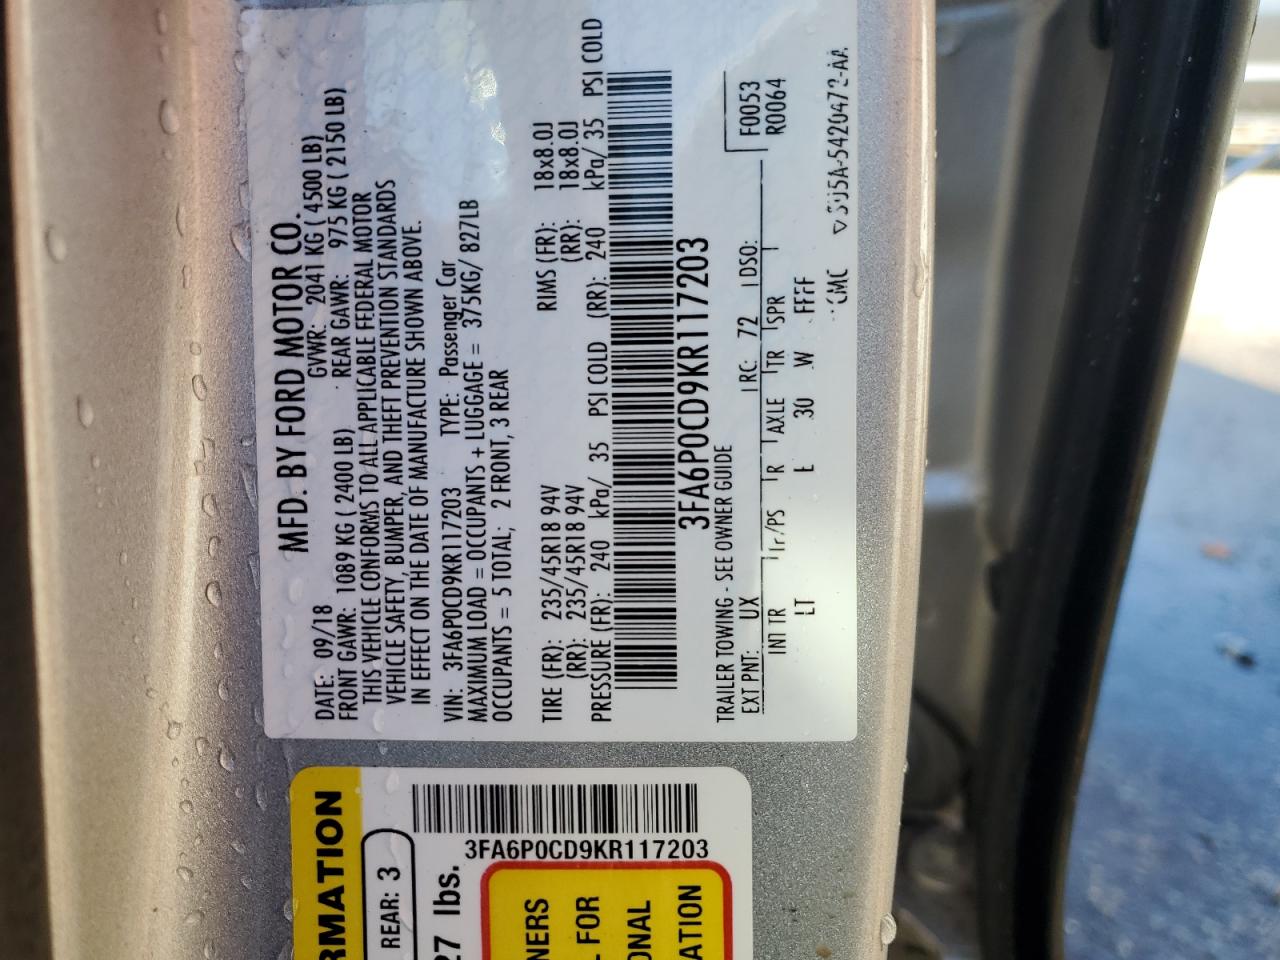 MFD. BY FORD MOTOR CO.
DATE: 09/18 GVWR: 2041 KG ( 4500 LB)
FRONT GAWR: 1089 KG ( 2400 LB) REAR GAWR: 975 KG ( 2150 LB)
THIS VEHICLE CONFORMS TO ALL APPLICABLE FEDERAL MOTOR
VEHICLE SAFETY, BUMPER, AND THEFT PREVENTION STANDARDS
IN EFFECT ON THE DATE OF MANUFACTURE SHOWN ABOVE.
VIN: 3FA6P0CD9KR117203 TYPE: Passenger Car
MAXIMUM LOAD = OCCUPANTS + LUGGAGE = 375KG/ 827LB
OCCUPANTS = 5 TOTAL; 2 FRONT, 3 REAR
TIRE (FR): 235/45R18 94V RIMS (FR): 18x8.0J
(RR): 235/45R18 94V (RR): 18x8.0J
PRESSURE (FR): 240 kPa/ 35 PSI COLD (RR): 240 kPa/ 35 PSI COLD
3FA6P0CD9KR117203
TRAILER TOWING - SEE OWNER GUIDE
F0053
EXT PNT: UX RC: 72 DSO: R0064
INT TR Tr./PS R AXLE TR SPR
LT L 30 W FFFF
3FA6P0CD9KR117203
RMATION
REAR: 3
27 lbs.
NERS
L FOR
ONAL
ATION